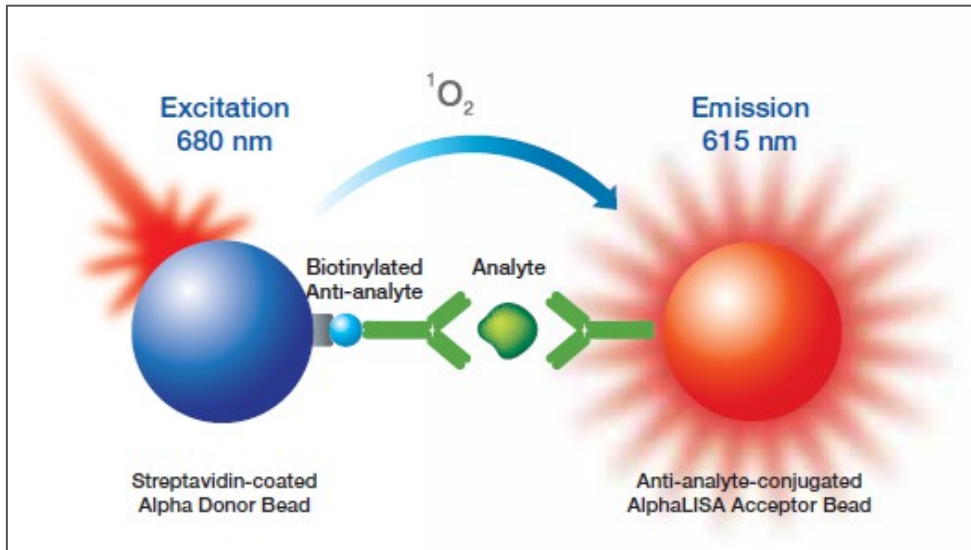 Excitation
680 nm
¹O₂
Emission
615 nm
Biotinylated
Anti-analyte
Analyte
Streptavidin-coated
Alpha Donor Bead
Anti-analyte-conjugated
AlphaLISA Acceptor Bead